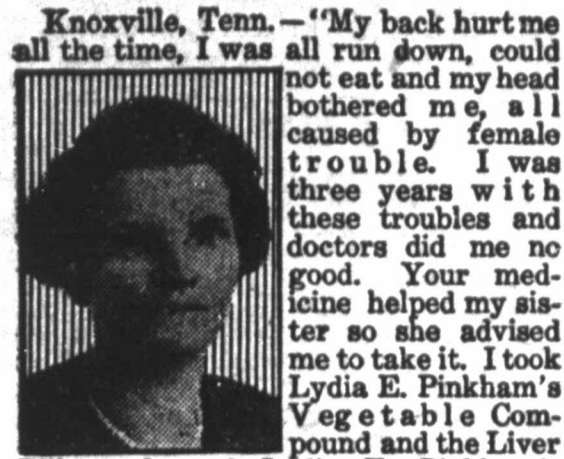 Knoxville, Tenn. — "My back hurt me
all the time, I was all run down, could
not eat and my head
bothered me, all
caused by female
trouble. I was
three years with
these troubles and
doctors did me no
good. Your med-
icine helped my sis-
ter so she advised
me to take it. I took
Lydia E. Pinkham's
Vegetable Com-
pound and the Liver